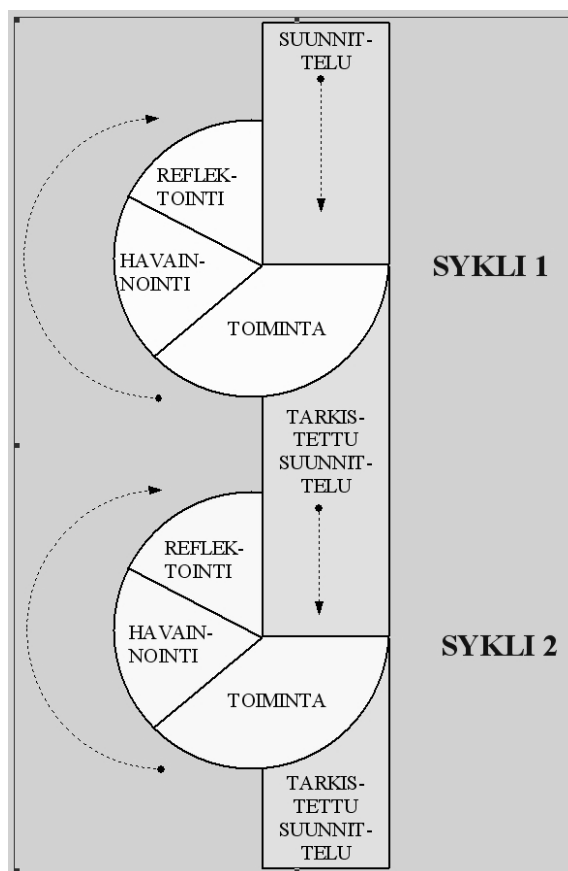 SUUNNIT-
TELU
REFLEK-
TOINTI
HAVAIN-
NOINTI
TOIMINTA
SYKLI 1
TARKIS-
TETTU
SUUNNIT-
TELU
REFLEK-
TOINTI
HAVAIN-
NOINTI
TOIMINTA
SYKLI 2
TARKIS-
TETTU
SUUNNIT-
TELU